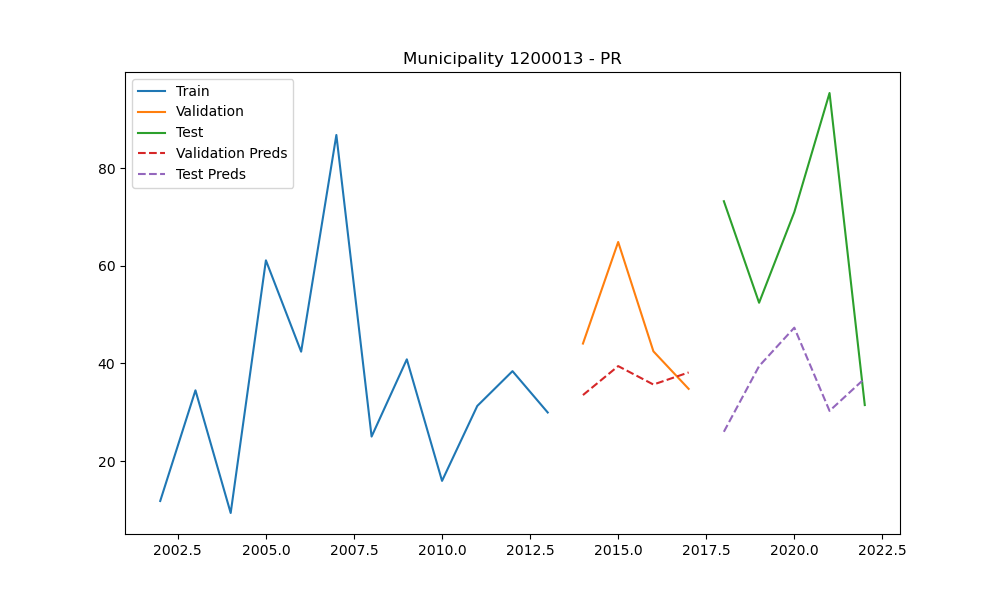 Municipality 1200013 - PR
Train
Validation
Test
Validation Preds
Test Preds
80
60
40
20
2002.5 2005.0 2007.5 2010.0 2012.5 2015.0 2017.5 2020.0 2022.5